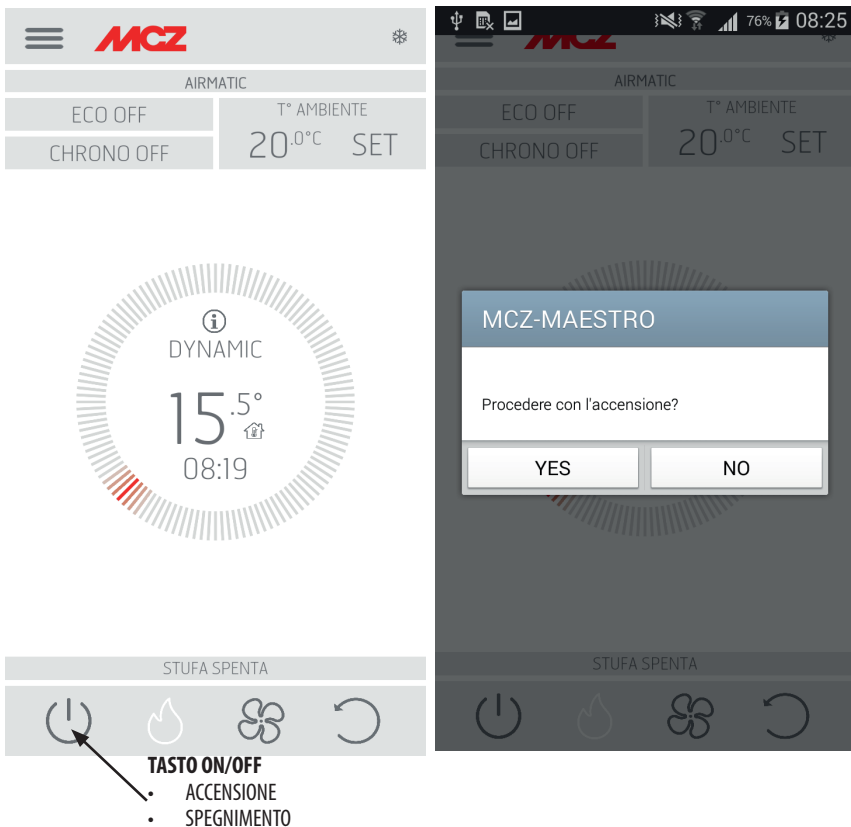 MCZ
AIRMATIC
ECO OFF
T° AMBIENTE
CHRONO OFF
20.0°C SET
DYNAMIC
15.5°
08:19
STUFA SPENTA
TASTO ON/OFF
• ACCENSIONE
• SPEGNIMENTO
76% 08:25
MCZ
AIRMATIC
ECO OFF
T° AMBIENTE
CHRONO OFF
20.0°C SET
MCZ-MAESTRO
Procedere con l'accensione?
YES NO
STUFA SPENTA